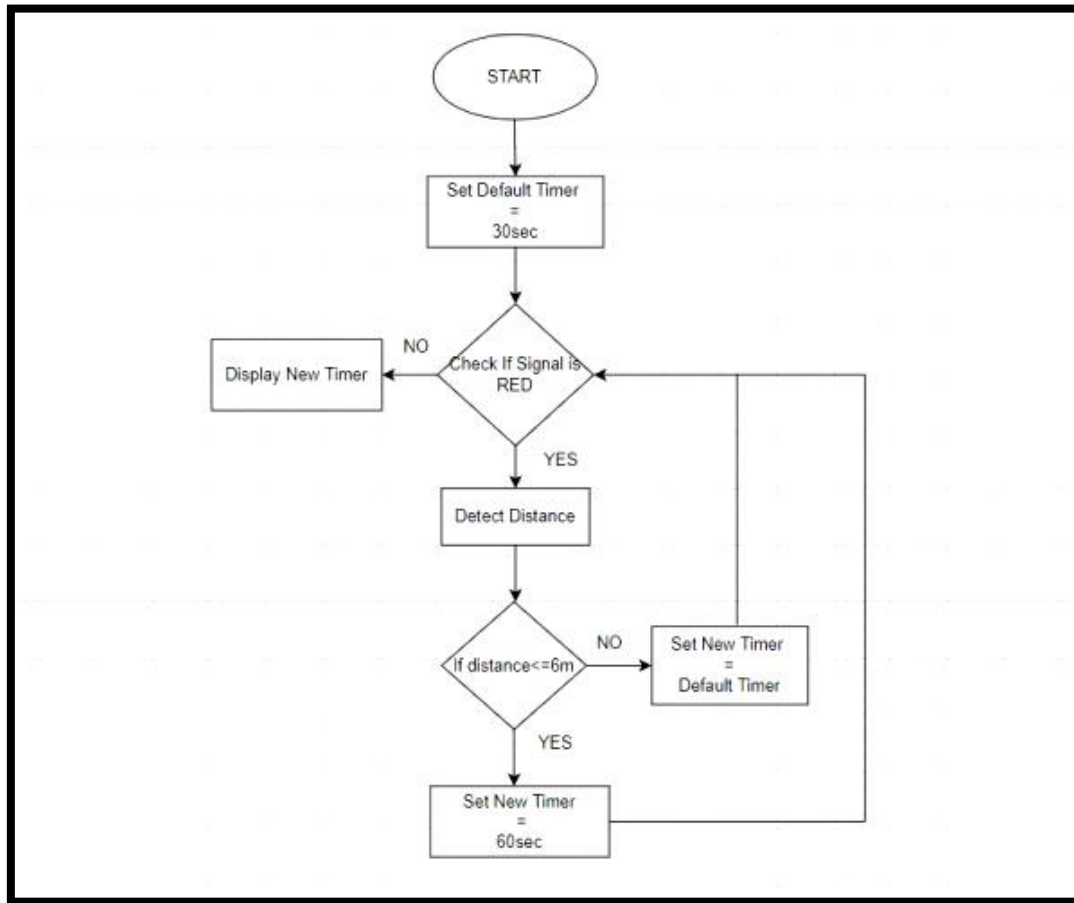 START
Set Default Timer
=
30sec
NO
Check If Signal is
RED
Display New Timer
YES
Detect Distance
If distance<=6m
NO
Set New Timer
=
Default Timer
YES
Set New Timer
=
60sec